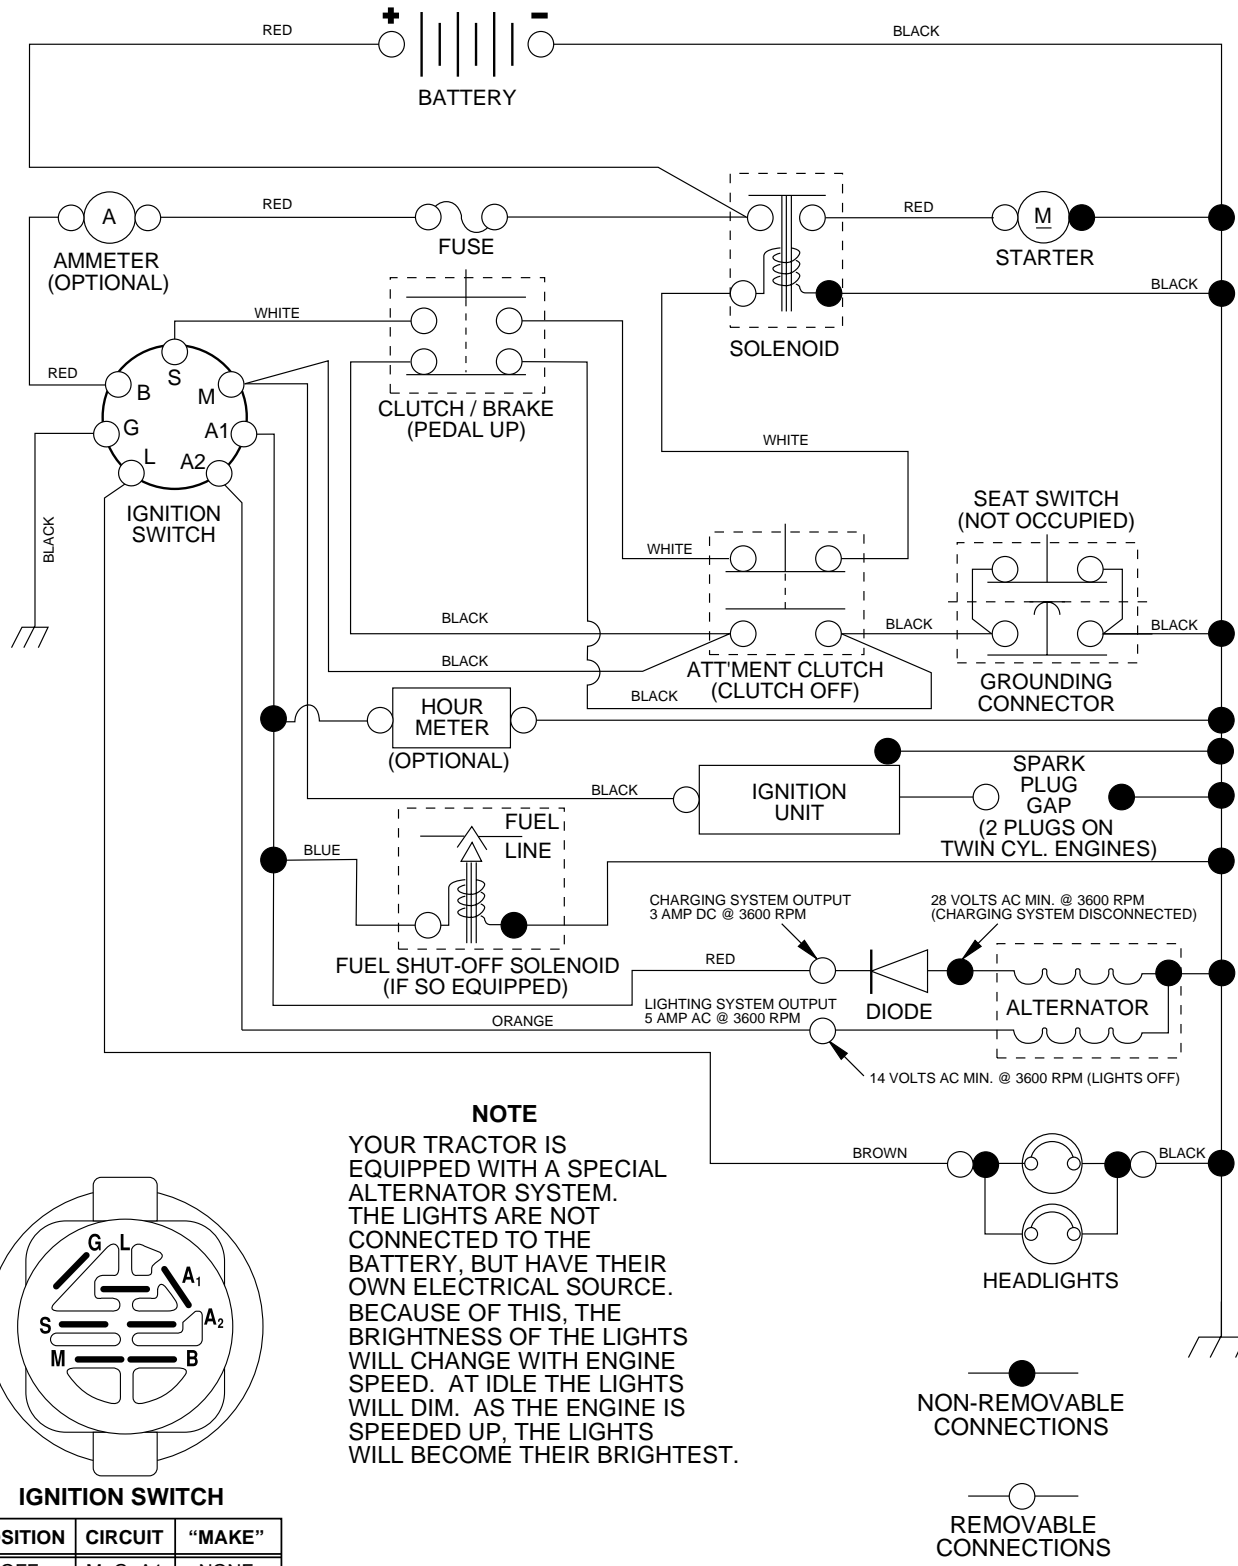 + −
RED
BLACK
BATTERY
A
RED
RED
M
FUSE
AMMETER
(OPTIONAL)
STARTER
BLACK
WHITE
SOLENOID
RED
S
B
M
G
A1
L
A2
CLUTCH / BRAKE
(PEDAL UP)
WHITE
IGNITION
SWITCH
BLACK
SEAT SWITCH
(NOT OCCUPIED)
WHITE
BLACK
BLACK
BLACK
BLACK
ATT'MENT CLUTCH
(CLUTCH OFF)
GROUNDING
CONNECTOR
BLACK
HOUR
METER
(OPTIONAL)
BLACK
IGNITION
UNIT
SPARK
PLUG
GAP
(2 PLUGS ON
TWIN CYL. ENGINES)
FUEL
LINE
BLUE
CHARGING SYSTEM OUTPUT
3 AMP DC @ 3600 RPM
28 VOLTS AC MIN. @ 3600 RPM
(CHARGING SYSTEM DISCONNECTED)
FUEL SHUT-OFF SOLENOID
(IF SO EQUIPPED)
RED
DIODE
ALTERNATOR
LIGHTING SYSTEM OUTPUT
5 AMP AC @ 3600 RPM
ORANGE
14 VOLTS AC MIN. @ 3600 RPM (LIGHTS OFF)
NOTE
YOUR TRACTOR IS
EQUIPPED WITH A SPECIAL
ALTERNATOR SYSTEM.
THE LIGHTS ARE NOT
CONNECTED TO THE
BATTERY, BUT HAVE THEIR
OWN ELECTRICAL SOURCE.
BECAUSE OF THIS, THE
BRIGHTNESS OF THE LIGHTS
WILL CHANGE WITH ENGINE
SPEED. AT IDLE THE LIGHTS
WILL DIM. AS THE ENGINE IS
SPEEDED UP, THE LIGHTS
WILL BECOME THEIR BRIGHTEST.
BROWN
BLACK
HEADLIGHTS
G L
A1
A2
S
M
B
IGNITION SWITCH
NON-REMOVABLE
CONNECTIONS
REMOVABLE
CONNECTIONS
CIRCUIT "MAKE"